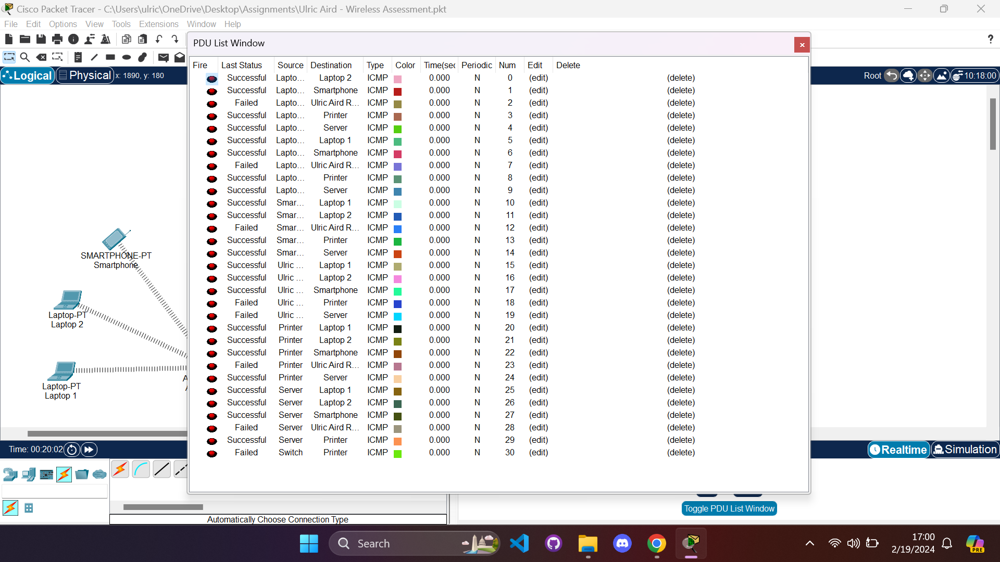 Cisco Packet Tracer - C:\Users\ulric\OneDrive\Desktop\Assignments\Ulric Aird - Wireless Assessment.pkt
File Edit Options View Tools Extensions Window Help
PDU List Window
Logical Physical x: 1890, y: 180
Root 10:18:00
Fire Last Status Source Destination Type Color Time(sec Periodic Num Edit Delete
Successful Lapto... Laptop 2 ICMP 0.000 N 0 (edit) (delete)
Successful Lapto... Smartphone ICMP 0.000 N 1 (edit) (delete)
Failed Lapto... Ulric Aird R... ICMP 0.000 N 2 (edit) (delete)
Successful Lapto... Printer ICMP 0.000 N 3 (edit) (delete)
Successful Lapto... Server ICMP 0.000 N 4 (edit) (delete)
Successful Lapto... Laptop 1 ICMP 0.000 N 5 (edit) (delete)
Successful Lapto... Smartphone ICMP 0.000 N 6 (edit) (delete)
Failed Lapto... Ulric Aird R... ICMP 0.000 N 7 (edit) (delete)
Successful Lapto... Printer ICMP 0.000 N 8 (edit) (delete)
Successful Lapto... Server ICMP 0.000 N 9 (edit) (delete)
Successful Smar... Laptop 1 ICMP 0.000 N 10 (edit) (delete)
Successful Smar... Laptop 2 ICMP 0.000 N 11 (edit) (delete)
Failed Smar... Ulric Aird R... ICMP 0.000 N 12 (edit) (delete)
Successful Smar... Printer ICMP 0.000 N 13 (edit) (delete)
Successful Smar... Server ICMP 0.000 N 14 (edit) (delete)
Successful Ulric ... Laptop 1 ICMP 0.000 N 15 (edit) (delete)
Successful Ulric ... Laptop 2 ICMP 0.000 N 16 (edit) (delete)
Successful Ulric ... Smartphone ICMP 0.000 N 17 (edit) (delete)
Failed Ulric ... Printer ICMP 0.000 N 18 (edit) (delete)
Failed Ulric ... Server ICMP 0.000 N 19 (edit) (delete)
Successful Printer Laptop 1 ICMP 0.000 N 20 (edit) (delete)
Successful Printer Laptop 2 ICMP 0.000 N 21 (edit) (delete)
Successful Printer Smartphone ICMP 0.000 N 22 (edit) (delete)
Failed Printer Ulric Aird R... ICMP 0.000 N 23 (edit) (delete)
Successful Printer Server ICMP 0.000 N 24 (edit) (delete)
Successful Server Laptop 1 ICMP 0.000 N 25 (edit) (delete)
Successful Server Laptop 2 ICMP 0.000 N 26 (edit) (delete)
Successful Server Smartphone ICMP 0.000 N 27 (edit) (delete)
Failed Server Ulric Aird R... ICMP 0.000 N 28 (edit) (delete)
Successful Server Printer ICMP 0.000 N 29 (edit) (delete)
Failed Switch Printer ICMP 0.000 N 30 (edit) (delete)
SMARTPHONE-PT
Smartphone
Laptop-PT
Laptop 2
Laptop-PT
Laptop 1
Time: 00:20:02
Realtime Simulation
Toggle PDU List Window
Automatically Choose Connection Type
Search
17:00
2/19/2024
PRE